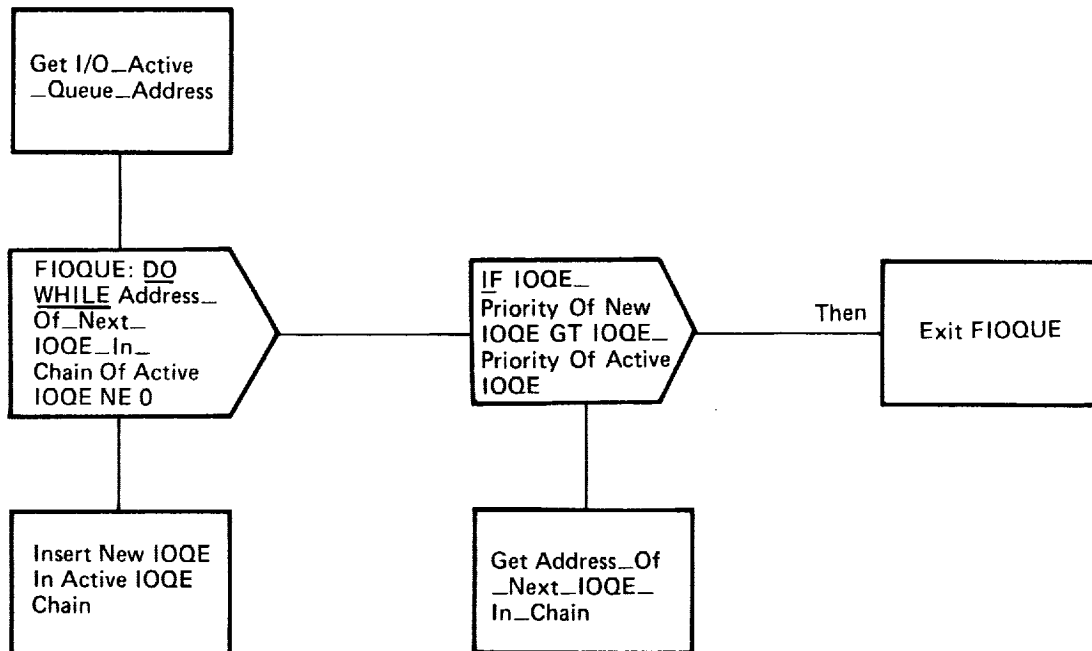 Get I/O_Active
_Queue_Address
FIOQUE: DO
WHILE Address_
Of_Next_
IOQE_In_
Chain Of Active
IOQE NE 0
IF IOQE_
Priority Of New
IOQE GT IOQE_
Priority Of Active
IOQE
Then
Exit FIOQUE
Insert New IOQE
In Active IOQE
Chain
Get Address_Of
_Next_IOQE_
In_Chain